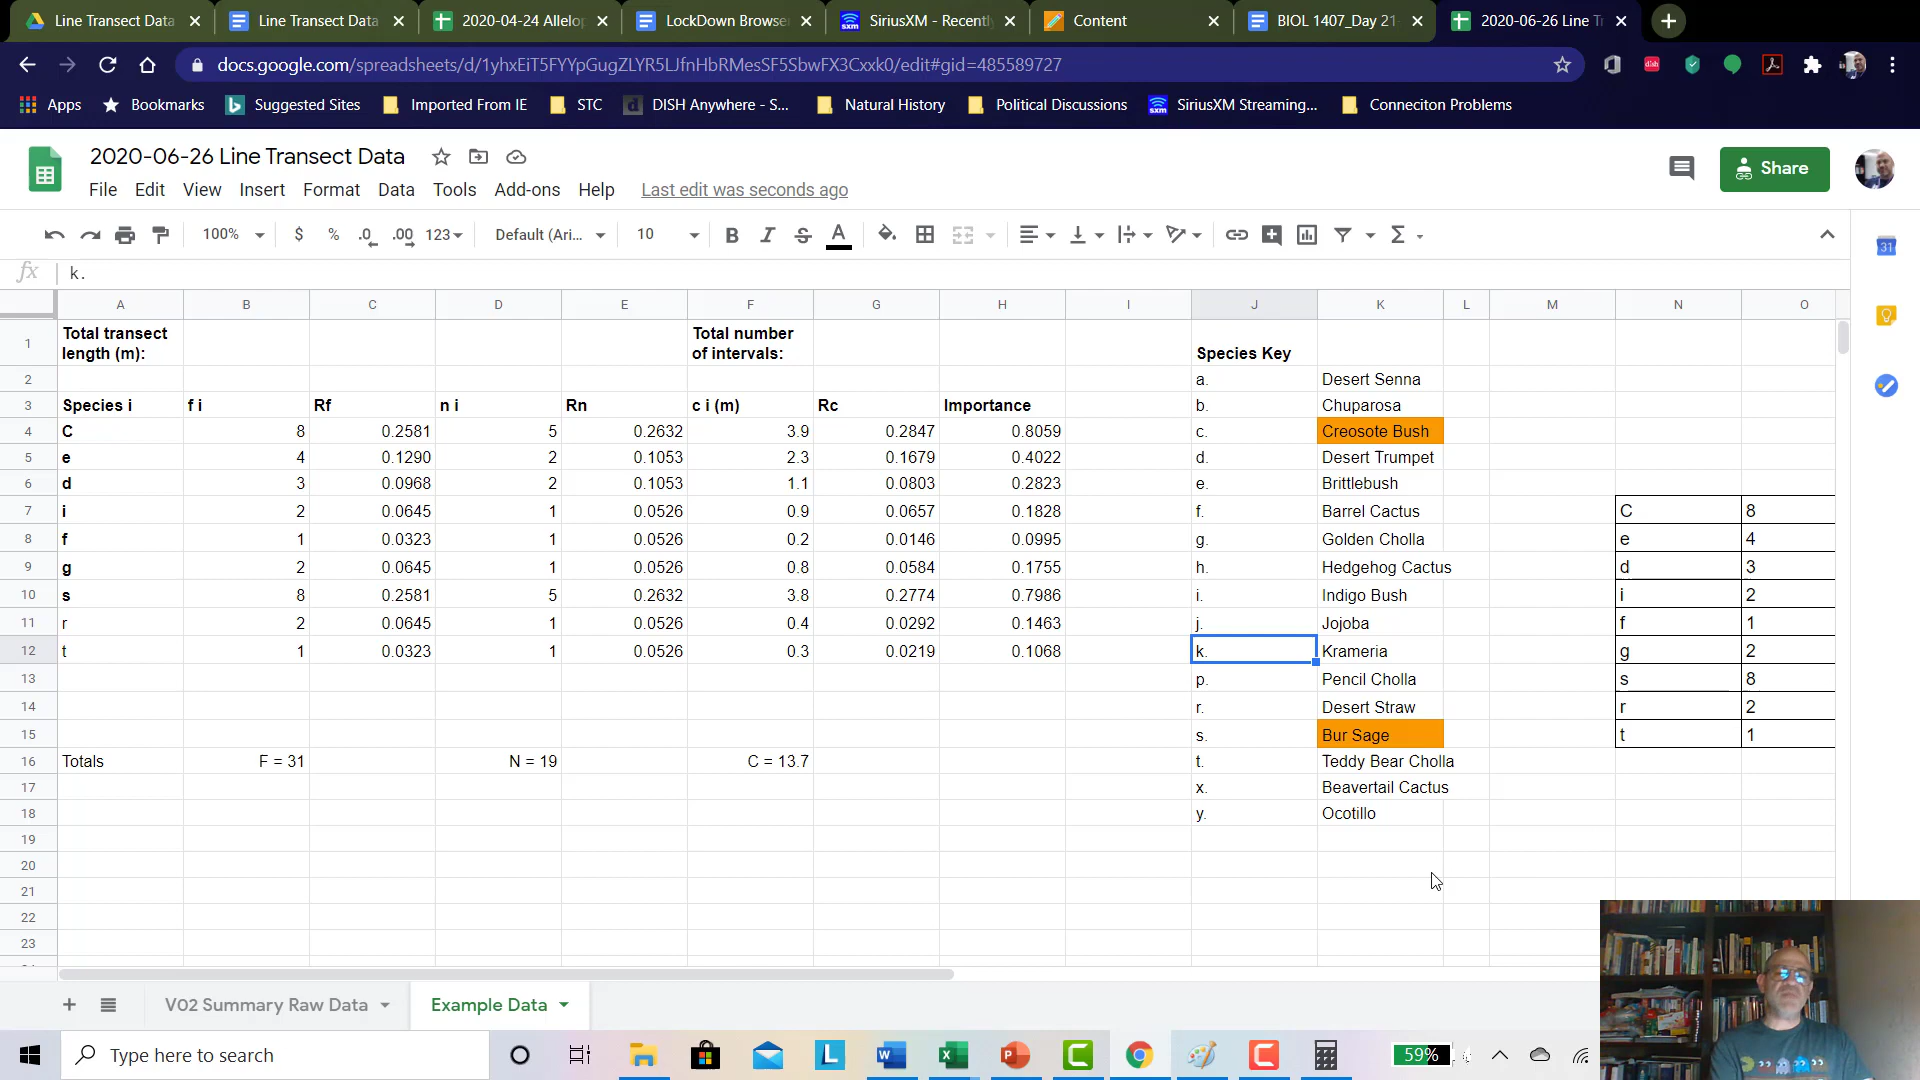 Line Transect Data Line Transect Data 2020-04-24 Allelop LockDown Browse SiriusXM - Recently Content BIOL 1407_Day 21 2020-06-26 Line Tr
docs.google.com/spreadsheets/d/1yhxEiT5FYYpGugZLYR5LJfnHbRMesSF5SbwFX3Cxxk0/edit#gid=485589727
Apps Bookmarks Suggested Sites Imported From IE STC DISH Anywhere - S... Natural History Political Discussions SiriusXM Streaming... Conneciton Problems
2020-06-26 Line Transect Data
Share
File Edit View Insert Format Data Tools Add-ons Help Last edit was seconds ago
100% $ % .0 .00 123 Default (Ari... 10 B I S A Σ
fx k.
A B C D E F G H I J K L M N O
1 Total transect length (m): Total number of intervals: Species Key
2 a. Desert Senna
3 Species i f i Rf n i Rn c i (m) Rc Importance b. Chuparosa
4 C 8 0.2581 5 0.2632 3.9 0.2847 0.8059 c. Creosote Bush
5 e 4 0.1290 2 0.1053 2.3 0.1679 0.4022 d. Desert Trumpet
6 d 3 0.0968 2 0.1053 1.1 0.0803 0.2823 e. Brittlebush
7 i 2 0.0645 1 0.0526 0.9 0.0657 0.1828 f. Barrel Cactus C 8
8 f 1 0.0323 1 0.0526 0.2 0.0146 0.0995 g. Golden Cholla e 4
9 g 2 0.0645 1 0.0526 0.8 0.0584 0.1755 h. Hedgehog Cactus d 3
10 s 8 0.2581 5 0.2632 3.8 0.2774 0.7986 i. Indigo Bush i 2
11 r 2 0.0645 1 0.0526 0.4 0.0292 0.1463 j. Jojoba f 1
12 t 1 0.0323 1 0.0526 0.3 0.0219 0.1068 k. Krameria g 2
13 p. Pencil Cholla s 8
14 r. Desert Straw r 2
15 s. Bur Sage t 1
16 Totals F = 31 N = 19 C = 13.7 t. Teddy Bear Cholla
17 x. Beavertail Cactus
18 y. Ocotillo
19
20
21
22
23
V02 Summary Raw Data Example Data
Type here to search 59%